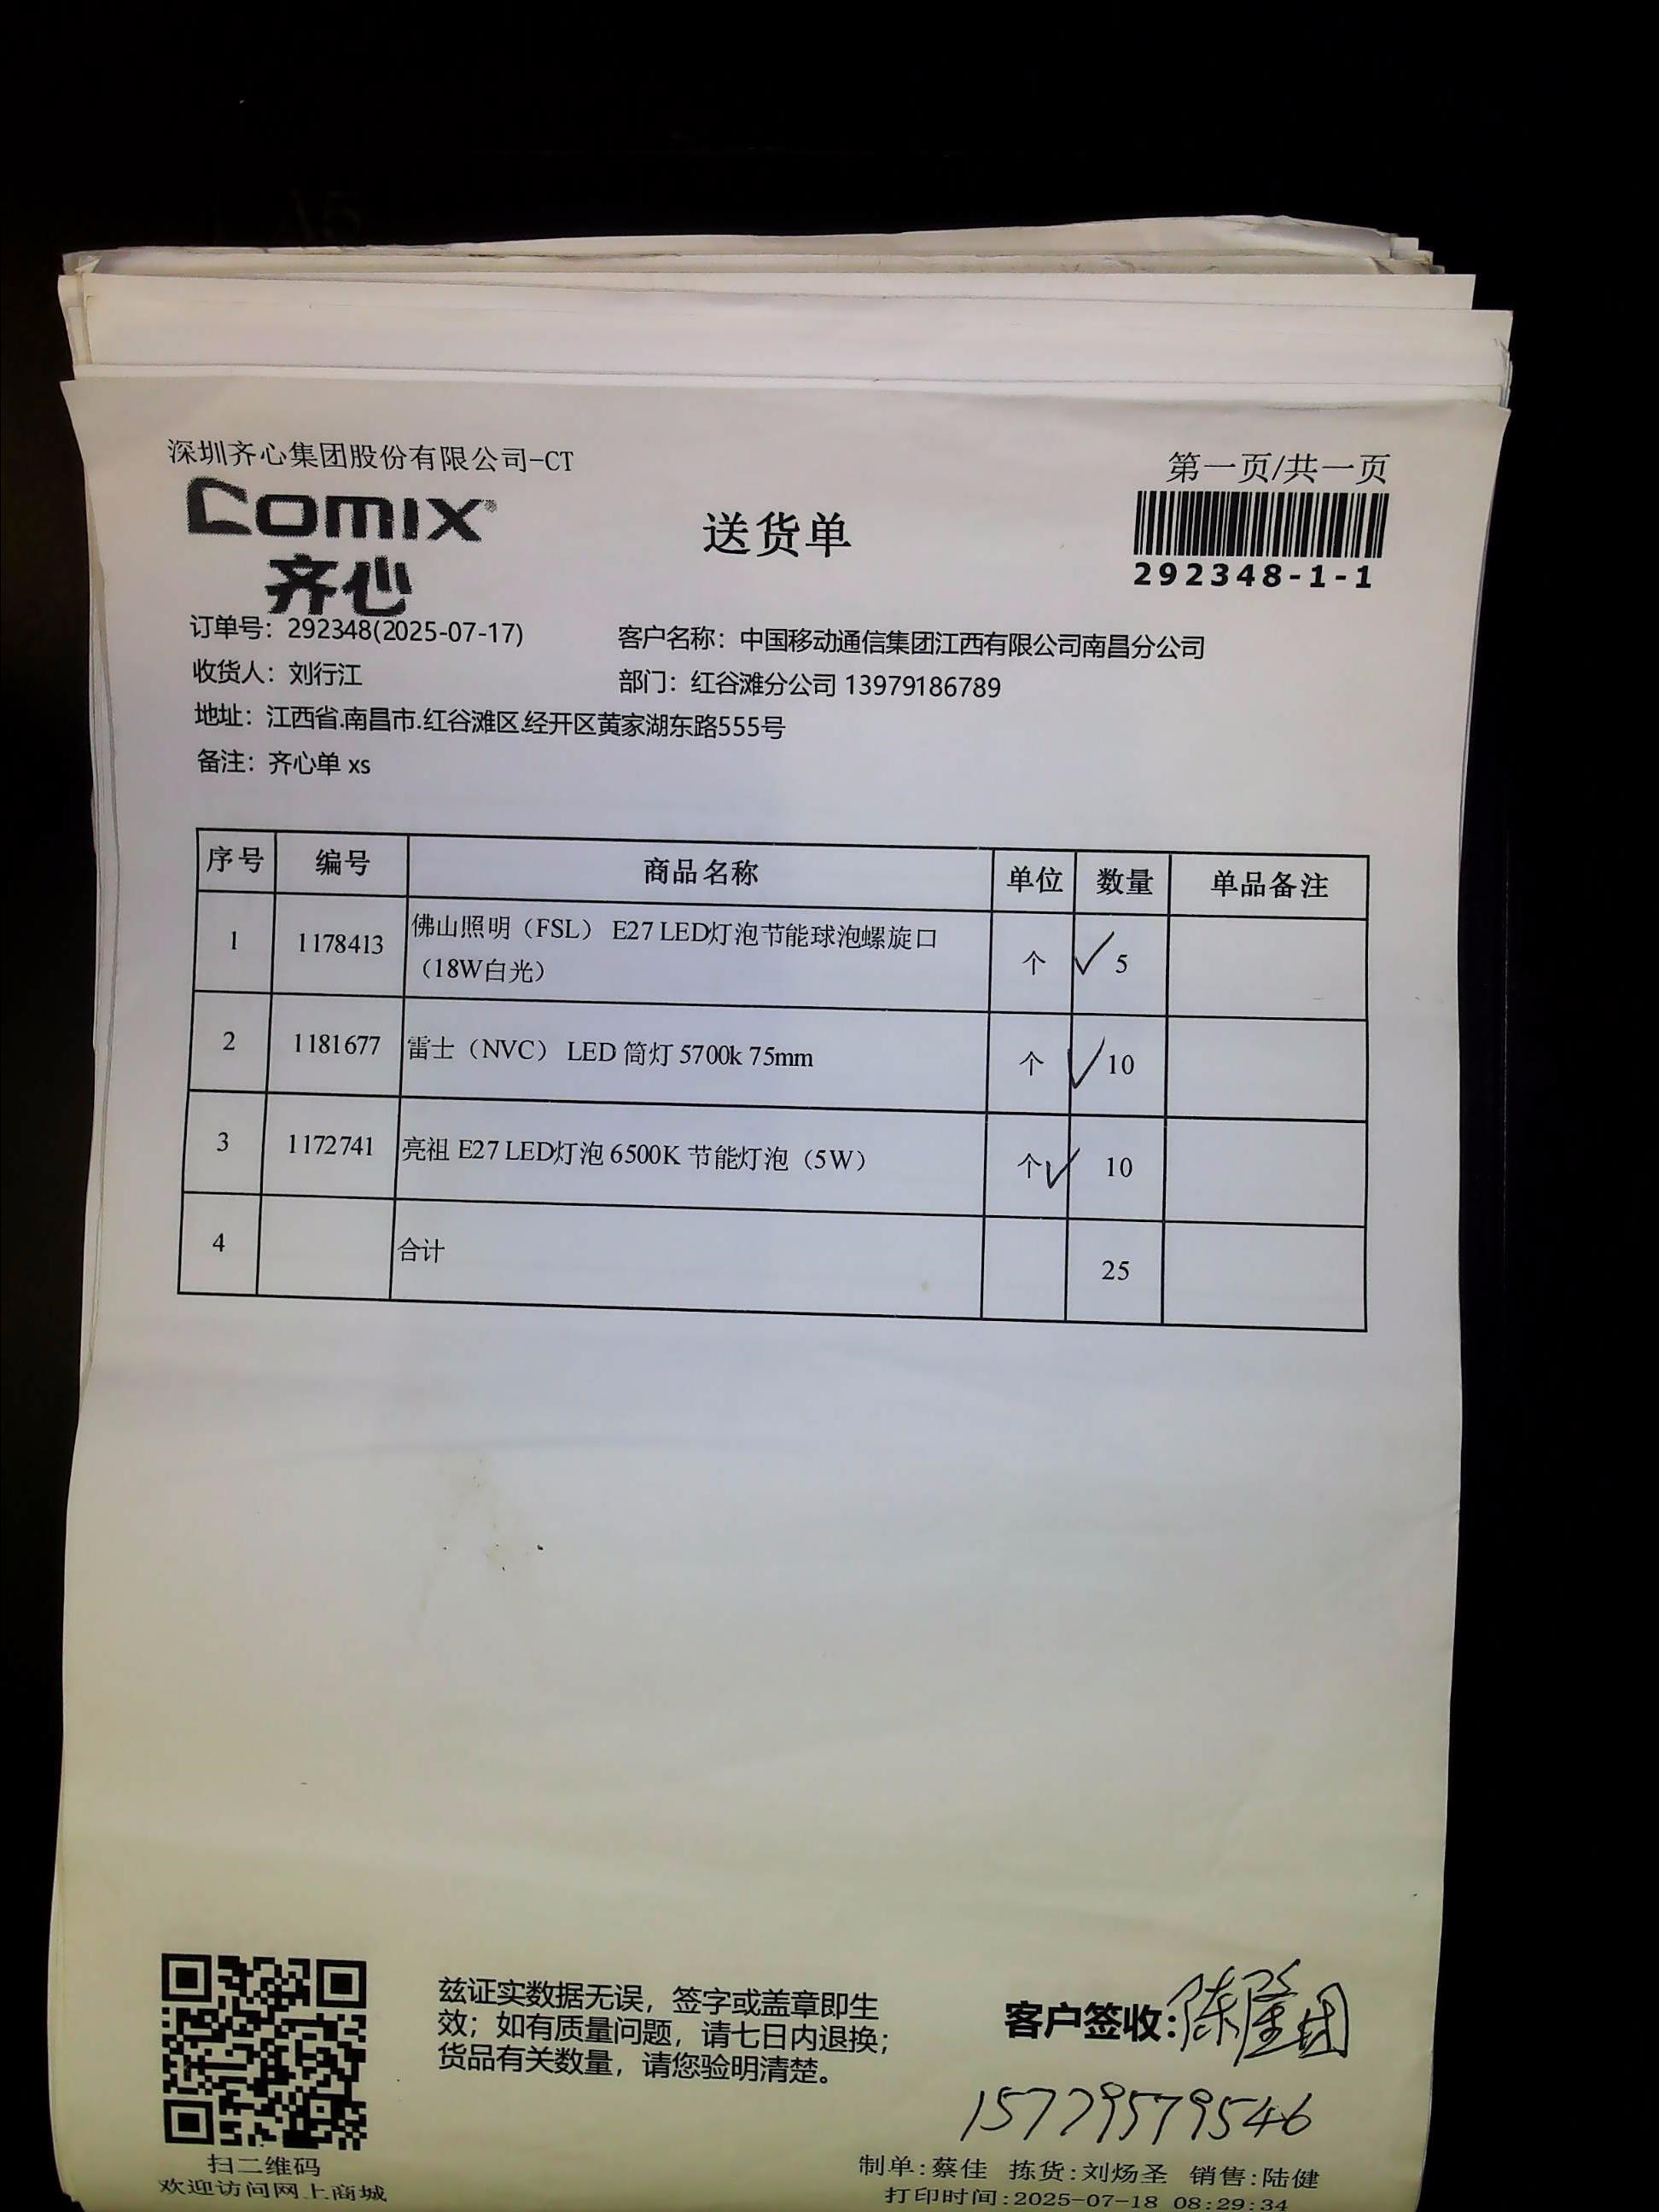 深圳齐心集团股份有限公司-CT
第一页/共一页
COMIX®
齐心
送货单
292348-1-1
订单号：292348(2025-07-17)
客户名称：中国移动通信集团江西有限公司南昌分公司
收货人：刘行江
部门：红谷滩分公司 13979186789
地址：江西省.南昌市.红谷滩区.经开区黄家湖东路555号
备注：齐心单 xs
序号 编号 商品名称 单位 数量 单品备注
1 1178413 佛山照明（FSL） E27 LED灯泡节能球泡螺旋口
（18W白光） 个 ✓ 5
2 1181677 雷士（NVC） LED 筒灯 5700k 75mm 个 ✓ 10
3 1172741 亮祖 E27 LED灯泡 6500K 节能灯泡（5W） 个 ✓ 10
4 合计 25
兹证实数据无误，签字或盖章即生
效；如有质量问题，请七日内退换；
货品有关数量，请您验明清楚。
客户签收:陈
15779579546
扫二维码
欢迎访问网上商城
制单:蔡佳 拣货:刘炀圣 销售:陆健
打印时间:2025-07-18 08:29:34